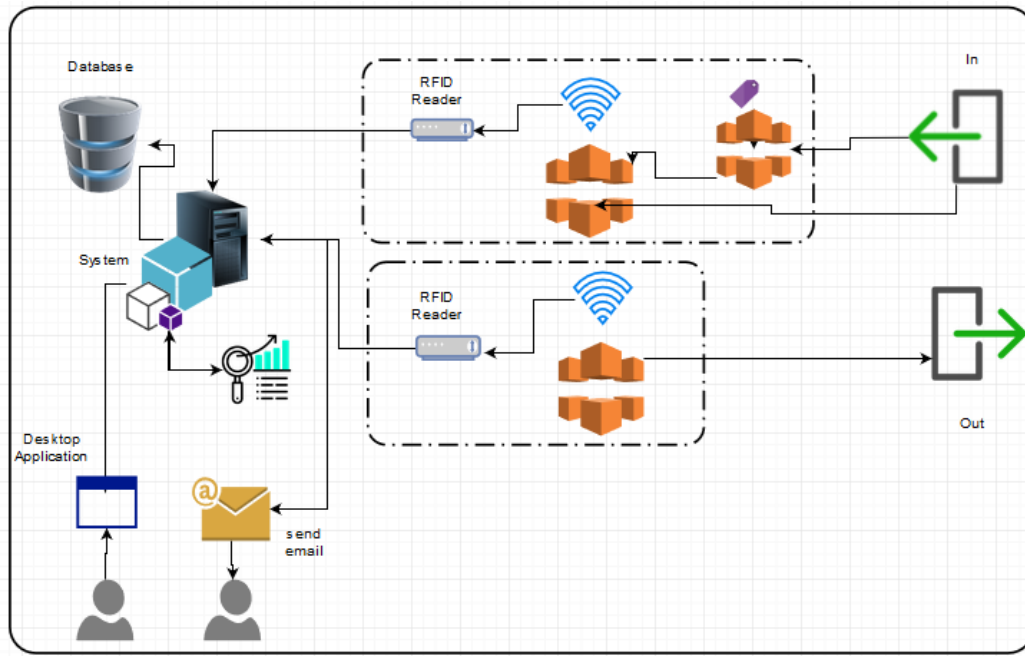 Database
RFID
Reader
In
System
RFID
Reader
Out
Desktop
Application
@
send
email